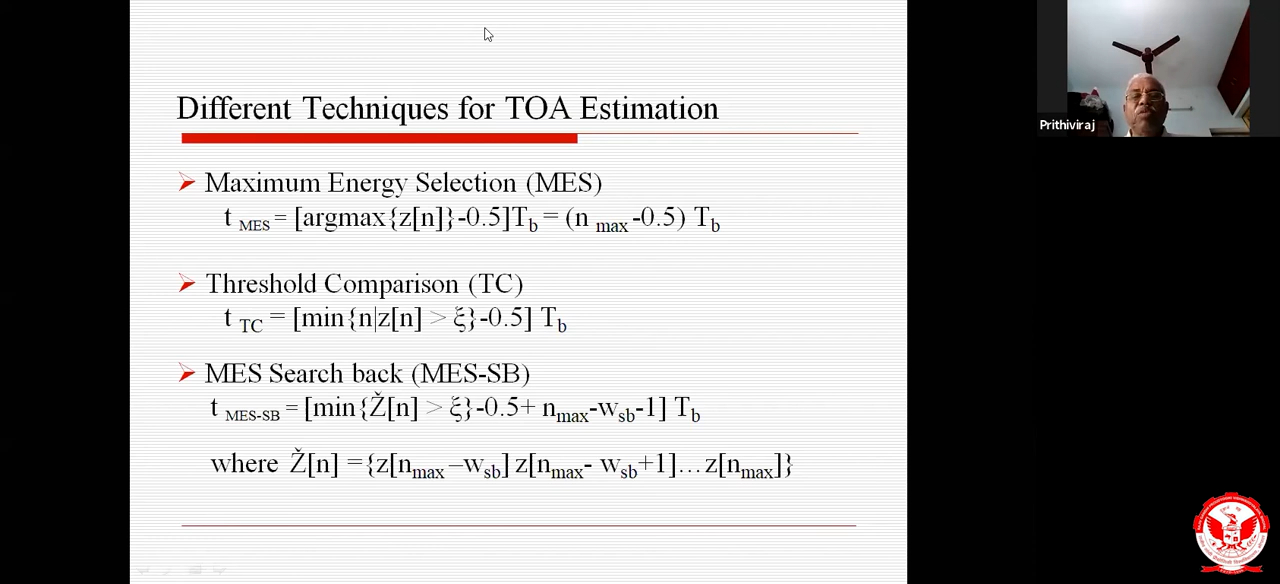 Different Techniques for TOA Estimation
Maximum Energy Selection (MES)
t MES = [argmax{z[n]}-0.5]Tb = (n max -0.5) Tb
Threshold Comparison (TC)
t TC = [min{n|z[n] > ξ}-0.5] Tb
MES Search back (MES-SB)
t MES-SB = [min{Ž[n] > ξ}-0.5+ nmax-wsb-1] Tb
where Ž[n] ={z[nmax –wsb] z[nmax- wsb+1]…z[nmax]}
Prithiviraj